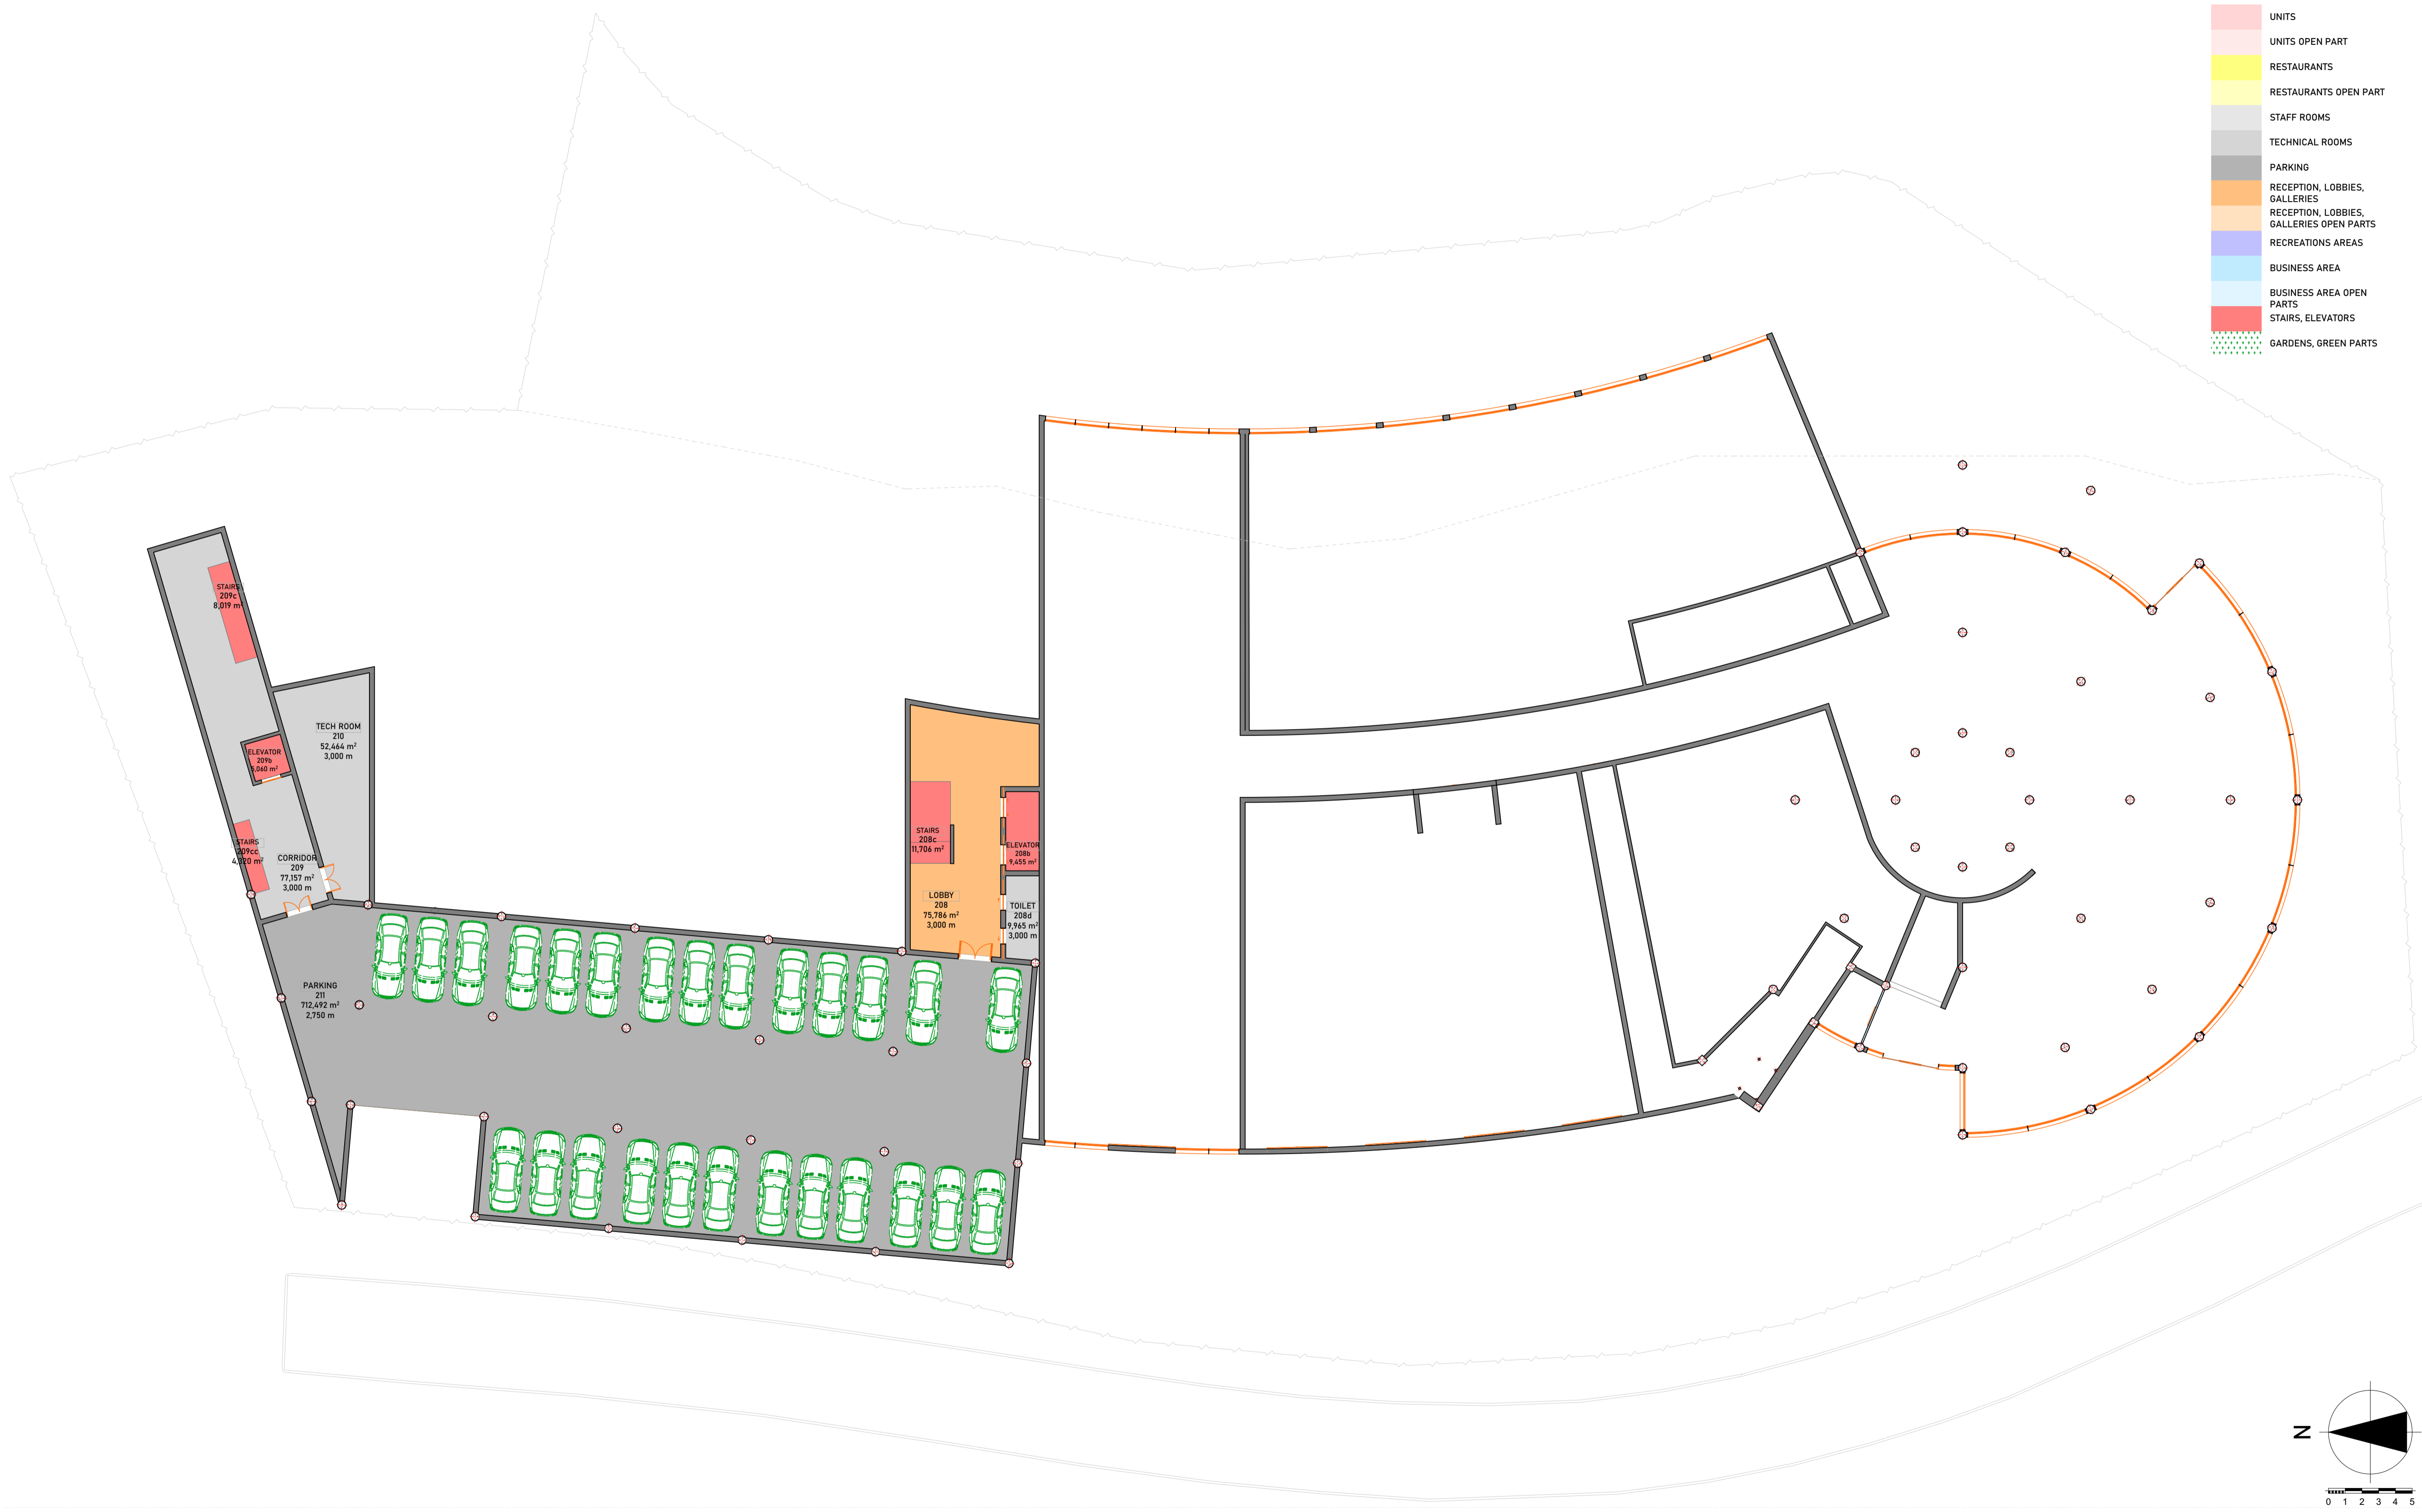 UNITS
UNITS OPEN PART
RESTAURANTS
RESTAURANTS OPEN PART
STAFF ROOMS
TECHNICAL ROOMS
PARKING
RECEPTION, LOBBIES,
GALLERIES
RECEPTION, LOBBIES,
GALLERIES OPEN PARTS
RECREATIONS AREAS
BUSINESS AREA
BUSINESS AREA OPEN
PARTS
STAIRS, ELEVATORS
GARDENS, GREEN PARTS
STAIRS
209c
8,019 m²
TECH ROOM
210
52,464 m²
3,000 m
ELEVATOR
209b
5,060 m²
STAIRS
209cc
4,320 m²
CORRIDOR
209
77,157 m²
3,000 m
STAIRS
208c
11,706 m²
ELEVATOR
208b
9,455 m²
LOBBY
208
75,786 m²
3,000 m
TOILET
208d
9,965 m²
3,000 m
PARKING
211
712,492 m²
2,750 m
N
0 1 2 3 4 5